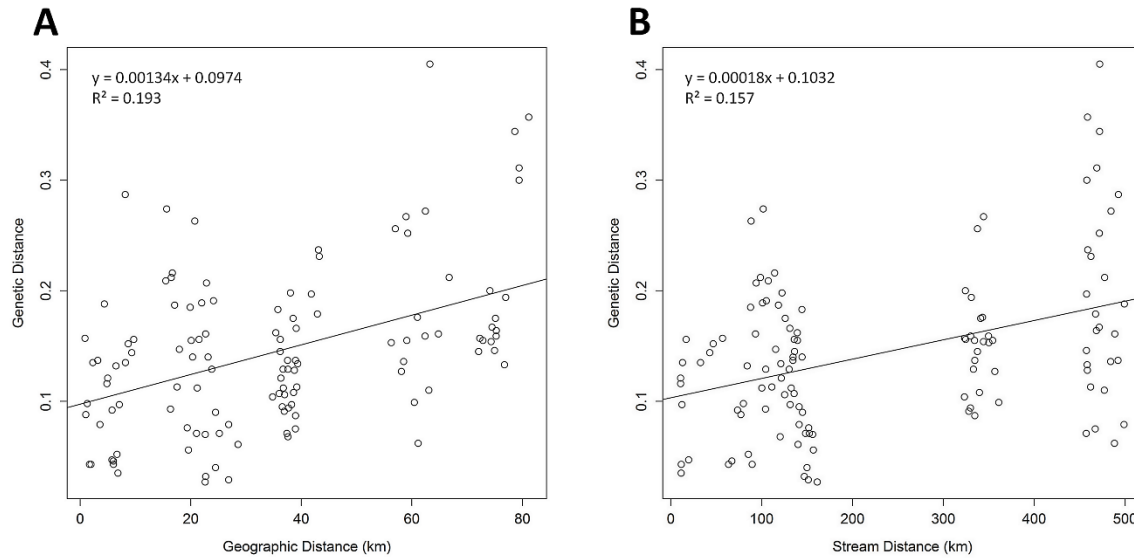 A
y = 0.00134x + 0.0974
R² = 0.193
Genetic Distance
0.4
0.3
0.2
0.1
0
20
40
60
80
Geographic Distance (km)
B
y = 0.00018x + 0.1032
R² = 0.157
Genetic Distance
0.4
0.3
0.2
0.1
0
100
200
300
400
500
Stream Distance (km)